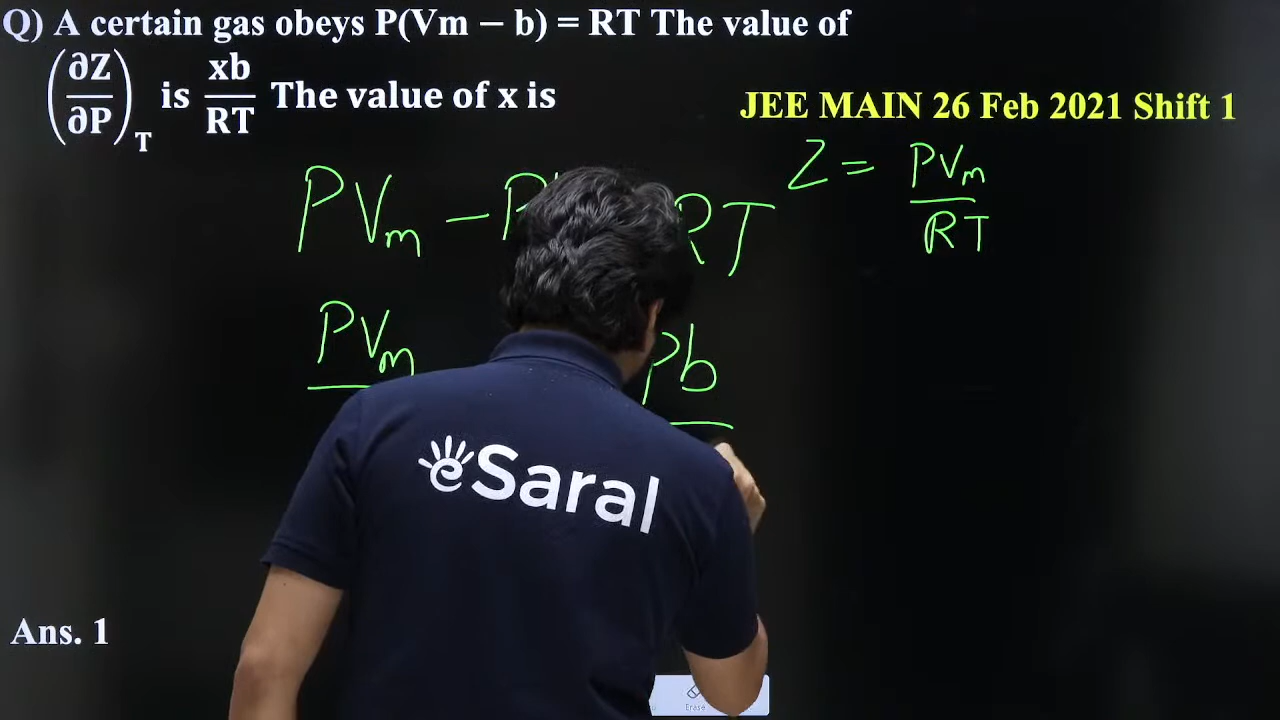 Q) A certain gas obeys P(Vm − b) = RT The value of
(∂Z/∂P)T is xb/RT The value of x is
JEE MAIN 26 Feb 2021 Shift 1
Z = PVm/RT
PVm − P RT
PVm Pb
eSaral
Ans. 1
Erase